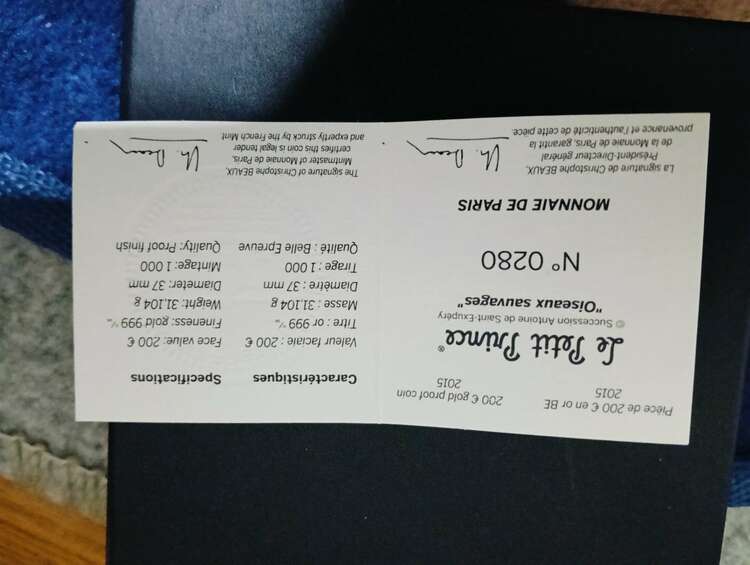 Pièce de 200 € en or BE
2015
200 € gold proof coin
2015
Le Petit Prince®
© Succession Antoine de Saint-Exupéry
"Oiseaux sauvages"
N° 0280
MONNAIE DE PARIS
La signature de Christophe BEAUX,
Président-Directeur général
de la Monnaie de Paris, garantit la
provenance et l'authenticité de cette pièce.
Caractéristiques
Valeur faciale : 200 €
Titre : or 999 ‰
Masse : 31,104 g
Diamètre : 37 mm
Tirage : 1 000
Qualité : Belle Epreuve
Specifications
Face value: 200 €
Fineness: gold 999 ‰
Weight: 31.104 g
Diameter: 37 mm
Mintage: 1 000
Quality: Proof finish
The signature of Christophe BEAUX,
Mintmaster of Monnaie de Paris,
certifies this coin is legal tender
and expertly struck by the French Mint